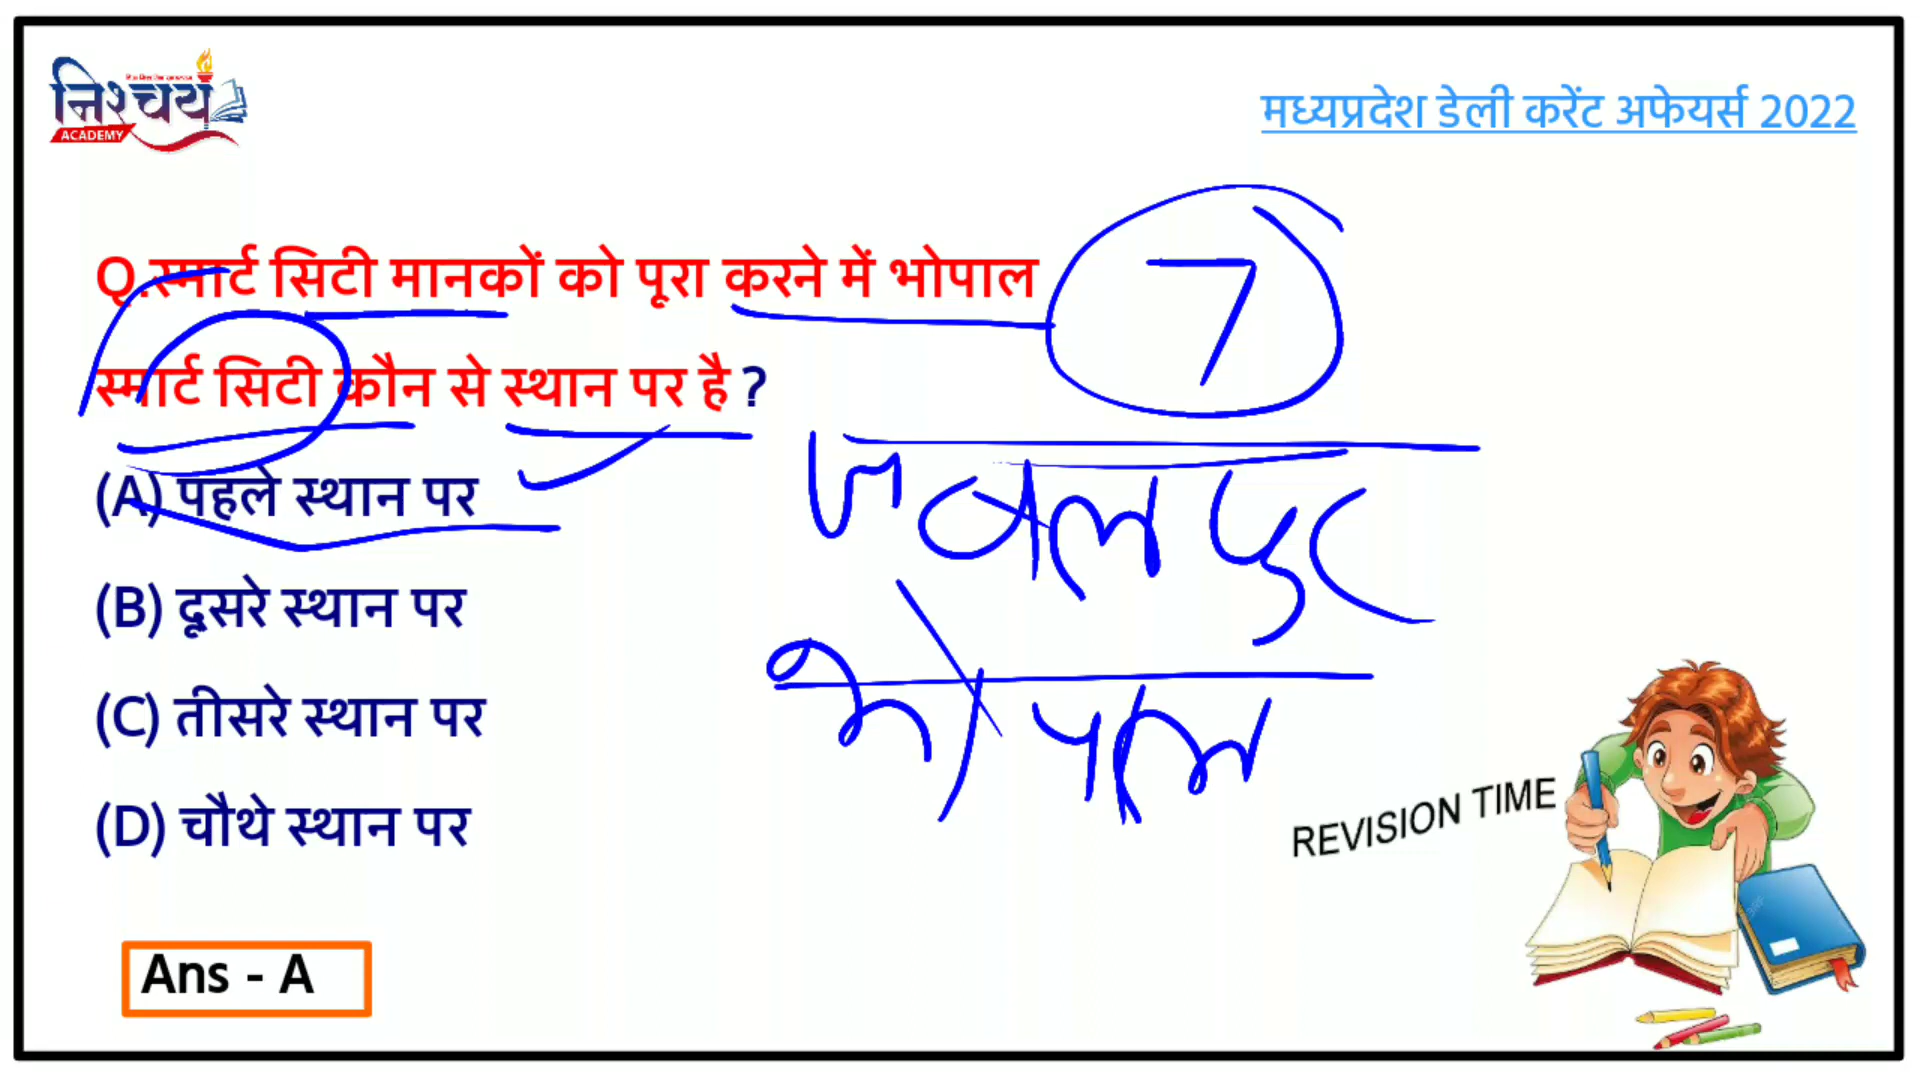 निश्चय
ACADEMY
मध्यप्रदेश डेली करेंट अफेयर्स 2022
Q.स्मार्ट सिटी मानकों को पूरा करने में भोपाल
स्मार्ट सिटी कौन से स्थान पर है ?
7
(A) पहले स्थान पर
जबलपुर
(B) दूसरे स्थान पर
(C) तीसरे स्थान पर
भोपाल
(D) चौथे स्थान पर
REVISION TIME
Ans - A